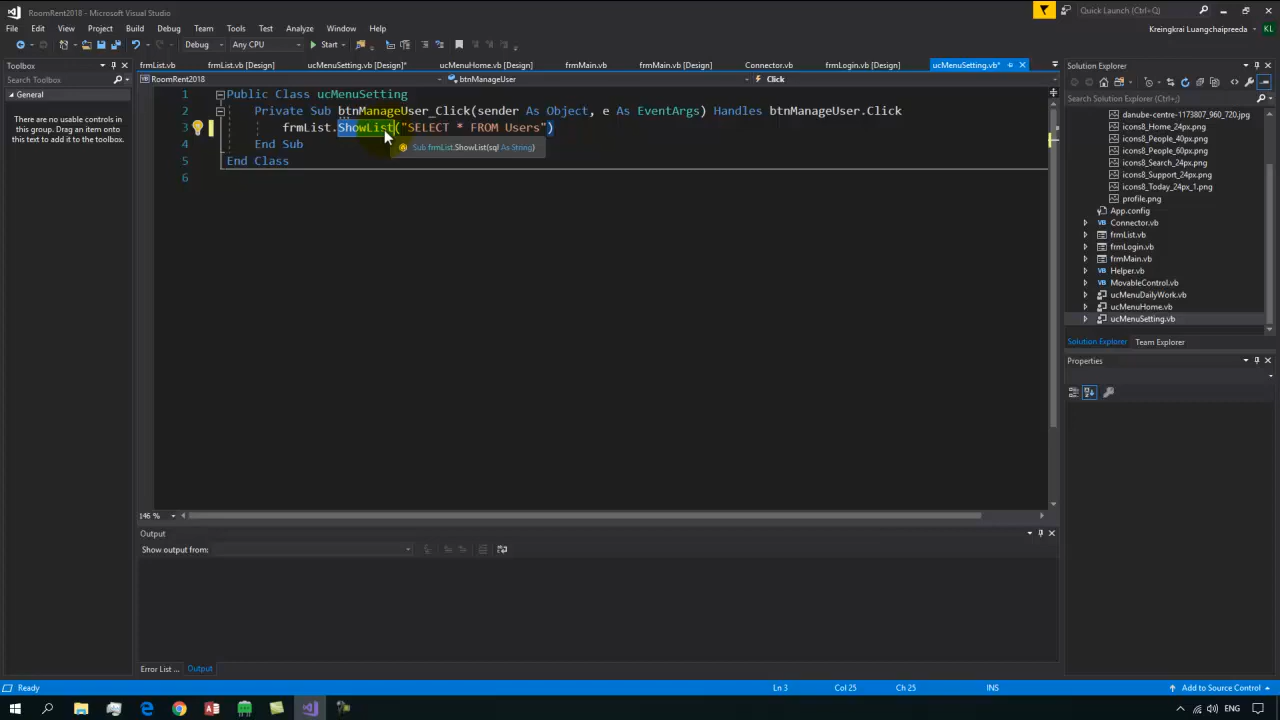 RoomRent2018 - Microsoft Visual Studio
Quick Launch (Ctrl+Q)
File Edit View Project Build Debug Team Tools Test Analyze Window Help
Kreingkrai Luangchaipreeda KL
Debug Any CPU Start
Toolbox
Search Toolbox
General
There are no usable controls in
this group. Drag an item onto
this text to add it to the toolbox.
frmList.vb frmList.vb [Design] ucMenuSetting.vb [Design]* ucMenuHome.vb [Design] frmMain.vb frmMain.vb [Design] Connector.vb frmLogin.vb [Design] ucMenuSetting.vb*
RoomRent2018 btnManageUser Click
1 Public Class ucMenuSetting
2 Private Sub btnManageUser_Click(sender As Object, e As EventArgs) Handles btnManageUser.Click
3 frmList.ShowList("SELECT * FROM Users")
Sub frmList.ShowList(sql As String)
4 End Sub
5 End Class
6
146 %
Output
Show output from:
Error List ... Output
Solution Explorer
Search Solution Explorer (Ctrl+;)
danube-centre-1173807_960_720.jpg
icons8_Home_24px.png
icons8_People_40px.png
icons8_People_60px.png
icons8_Search_24px.png
icons8_Support_24px.png
icons8_Today_24px_1.png
profile.png
App.config
Connector.vb
frmList.vb
frmLogin.vb
frmMain.vb
Helper.vb
MovableControl.vb
ucMenuDailyWork.vb
ucMenuHome.vb
ucMenuSetting.vb
Solution Explorer Team Explorer
Properties
Ready Ln 3 Col 25 Ch 25 INS Add to Source Control
ENG